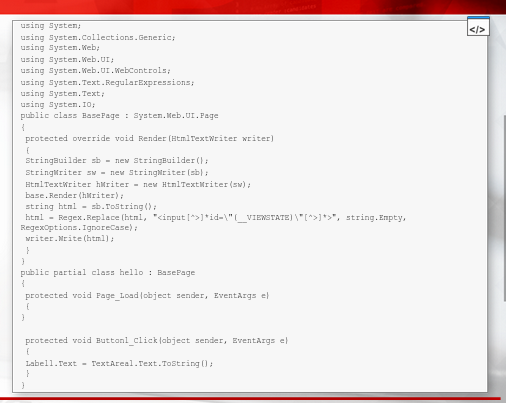 </>
using System;
using System.Collections.Generic;
using System.Web;
using System.Web.UI;
using System.Web.UI.WebControls;
using System.Text.RegularExpressions;
using System.Text;
using System.IO;
public class BasePage : System.Web.UI.Page
{
protected override void Render(HtmlTextWriter writer)
{
StringBuilder sb = new StringBuilder();
StringWriter sw = new StringWriter(sb);
HtmlTextWriter hWriter = new HtmlTextWriter(sw);
base.Render(hWriter);
string html = sb.ToString();
html = Regex.Replace(html, "<input[^>]*id=\"(__VIEWSTATE)\"[^>]*>", string.Empty,
RegexOptions.IgnoreCase);
writer.Write(html);
}
}
public partial class hello : BasePage
{
protected void Page_Load(object sender, EventArgs e)
{
}
protected void Button1_Click(object sender, EventArgs e)
{
Label1.Text = TextArea1.Text.ToString();
}
}